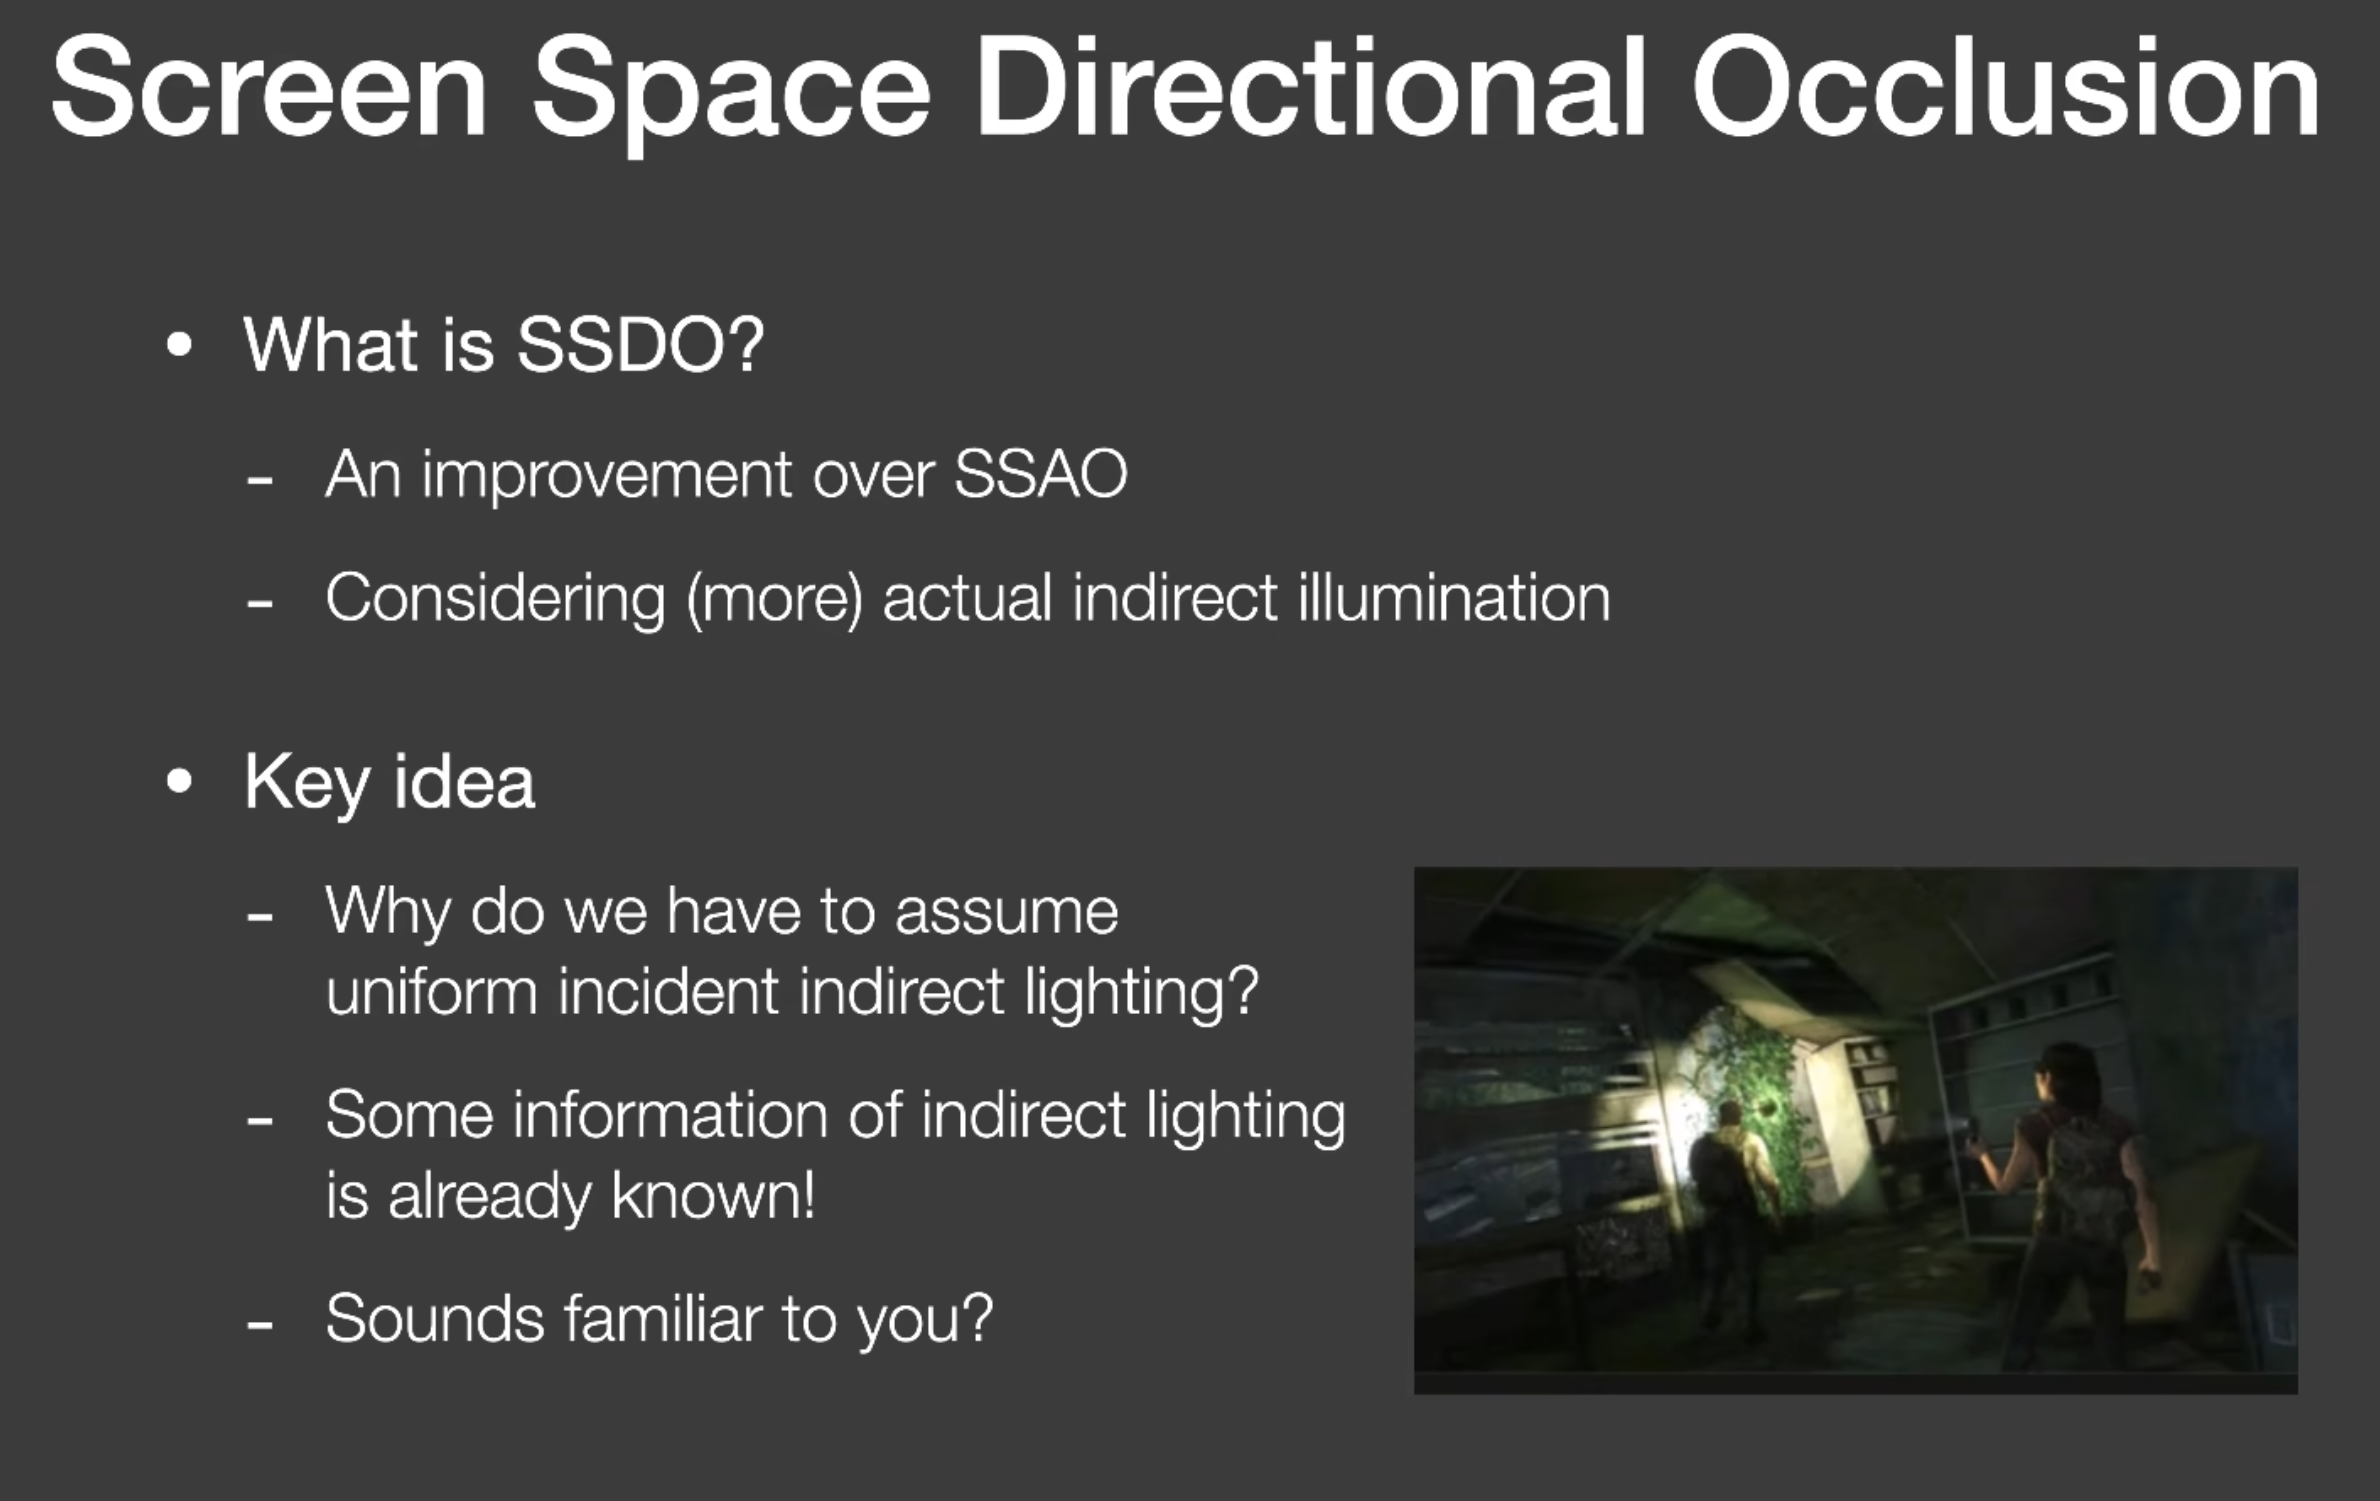 Screen Space Directional Occlusion
• What is SSDO?
- An improvement over SSAO
- Considering (more) actual indirect illumination
• Key idea
- Why do we have to assume
uniform incident indirect lighting?
- Some information of indirect lighting
is already known!
- Sounds familiar to you?